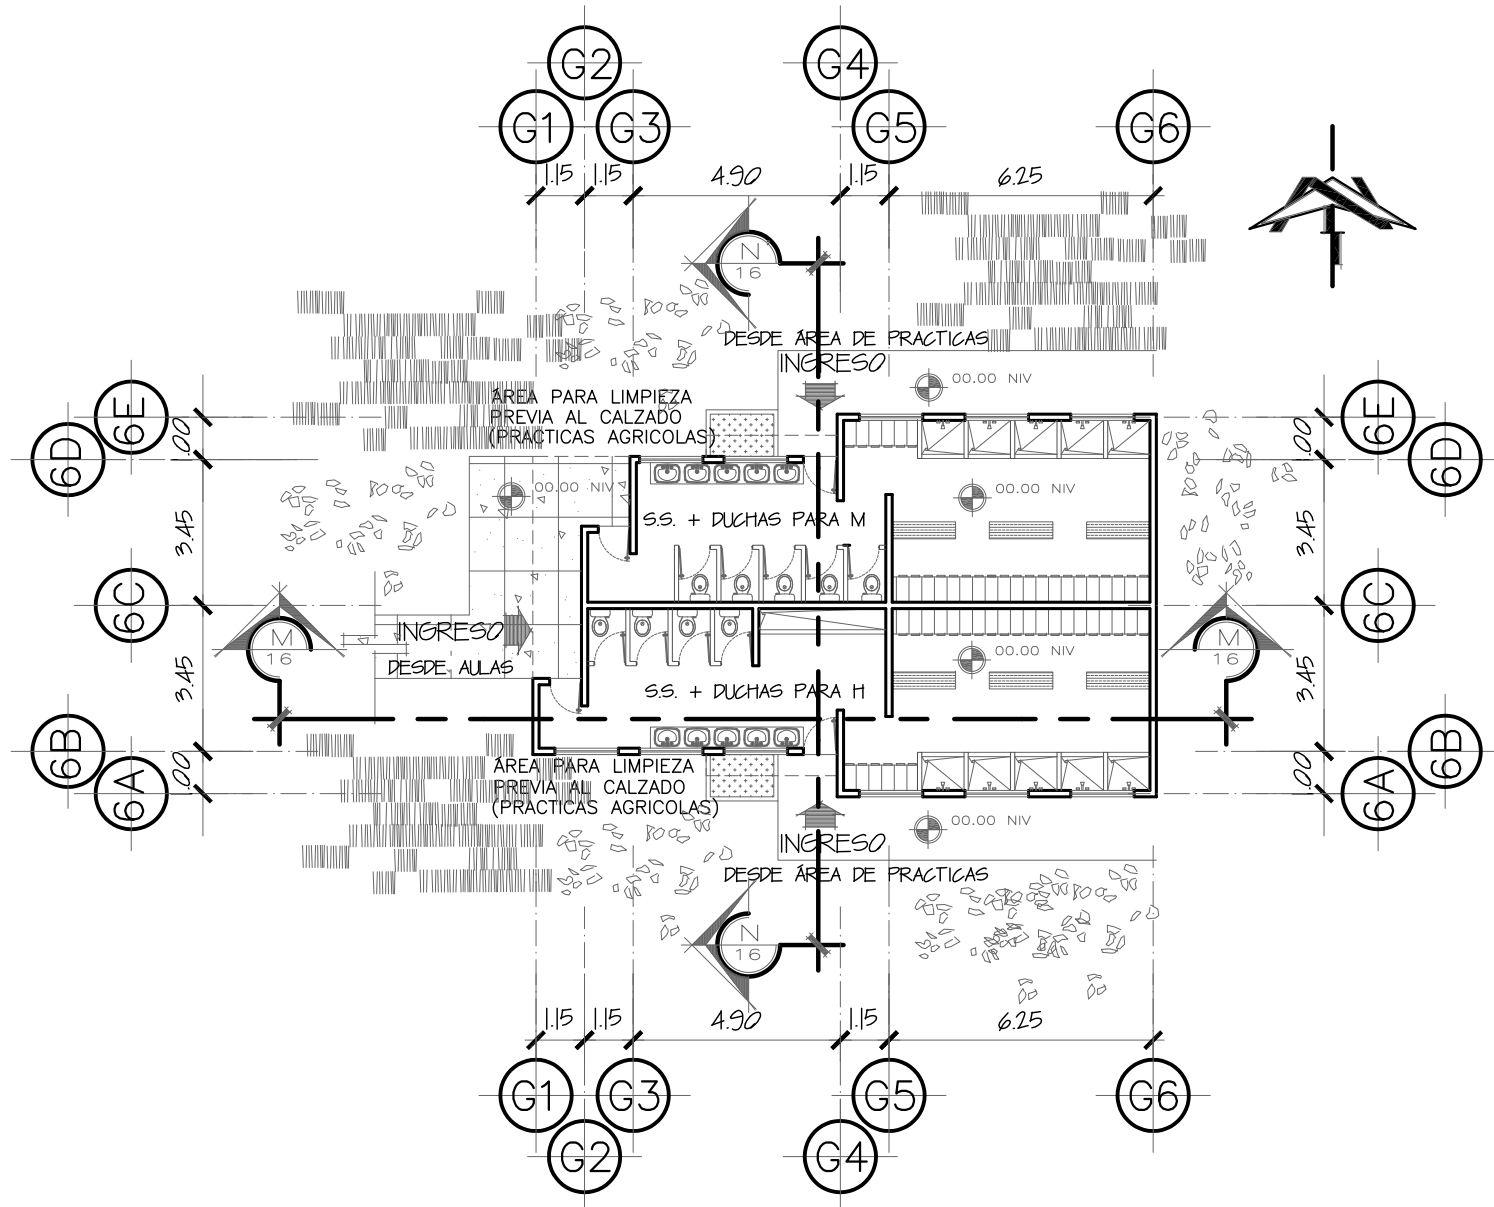 G2
G4
G1
G3
G5
G6
1.15
1.15
4.90
1.15
6.25
N
16
DESDE ÁREA DE PRACTICAS
INGRESO
00.00 NIV
6E
6D
1.00
ÁREA PARA LIMPIEZA
PREVIA AL CALZADO
(PRACTICAS AGRICOLAS)
6E
6D
1.00
00.00 NIV
00.00 NIV
3.45
S.S. + DUCHAS PARA M
3.45
6C
6C
M
16
INGRESO
DESDE AULAS
00.00 NIV
M
16
3.45
S.S. + DUCHAS PARA H
3.45
6B
6A
1.00
ÁREA PARA LIMPIEZA
PREVIA AL CALZADO
(PRACTICAS AGRICOLAS)
6B
6A
1.00
00.00 NIV
INGRESO
DESDE ÁREA DE PRACTICAS
N
16
1.15
1.15
4.90
1.15
6.25
G1
G3
G5
G6
G2
G4